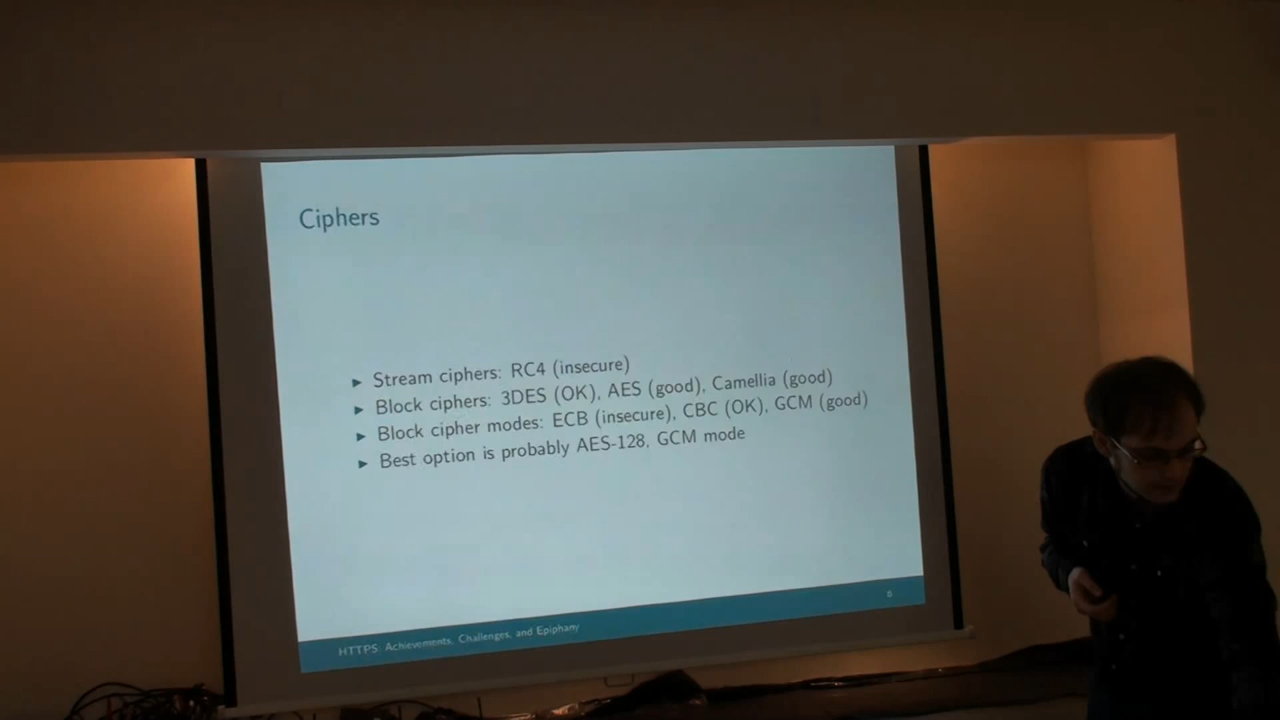 Ciphers
► Stream ciphers: RC4 (insecure)
► Block ciphers: 3DES (OK), AES (good), Camellia (good)
► Block cipher modes: ECB (insecure), CBC (OK), GCM (good)
► Best option is probably AES-128, GCM mode
HTTPS: Achievements, Challenges, and Epiphany